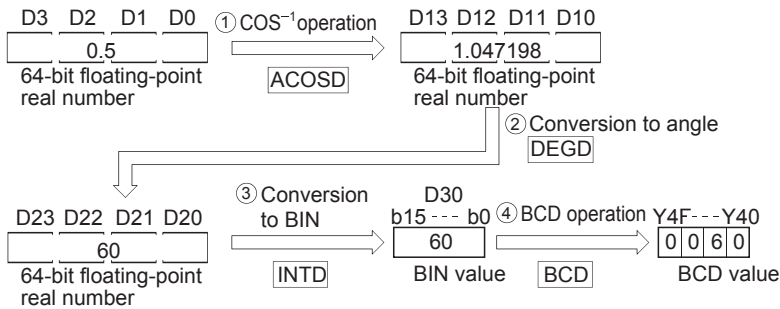 D3 D2 D1 D0
① COS⁻¹ operation
D13 D12 D11 D10
0.5
1.047198
64-bit floating-point
real number
ACOSD
64-bit floating-point
real number
② Conversion to angle
DEGD
D23 D22 D21 D20
③ Conversion
to BIN
D30
b15 --- b0
④ BCD operation
Y4F---Y40
60
60
0 0 6 0
64-bit floating-point
real number
INTD
BIN value
BCD
BCD value